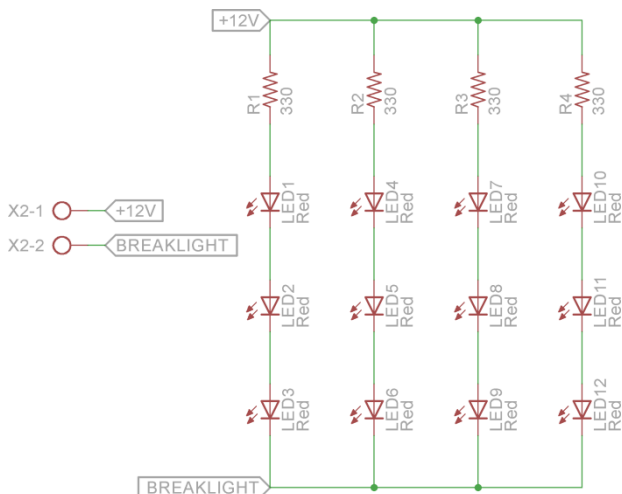 +12V
R1
330
R2
330
R3
330
R4
330
LED1
Red
LED4
Red
LED7
Red
LED10
Red
X2-1
+12V
X2-2
BREAKLIGHT
LED2
Red
LED5
Red
LED8
Red
LED11
Red
LED3
Red
LED6
Red
LED9
Red
LED12
Red
BREAKLIGHT